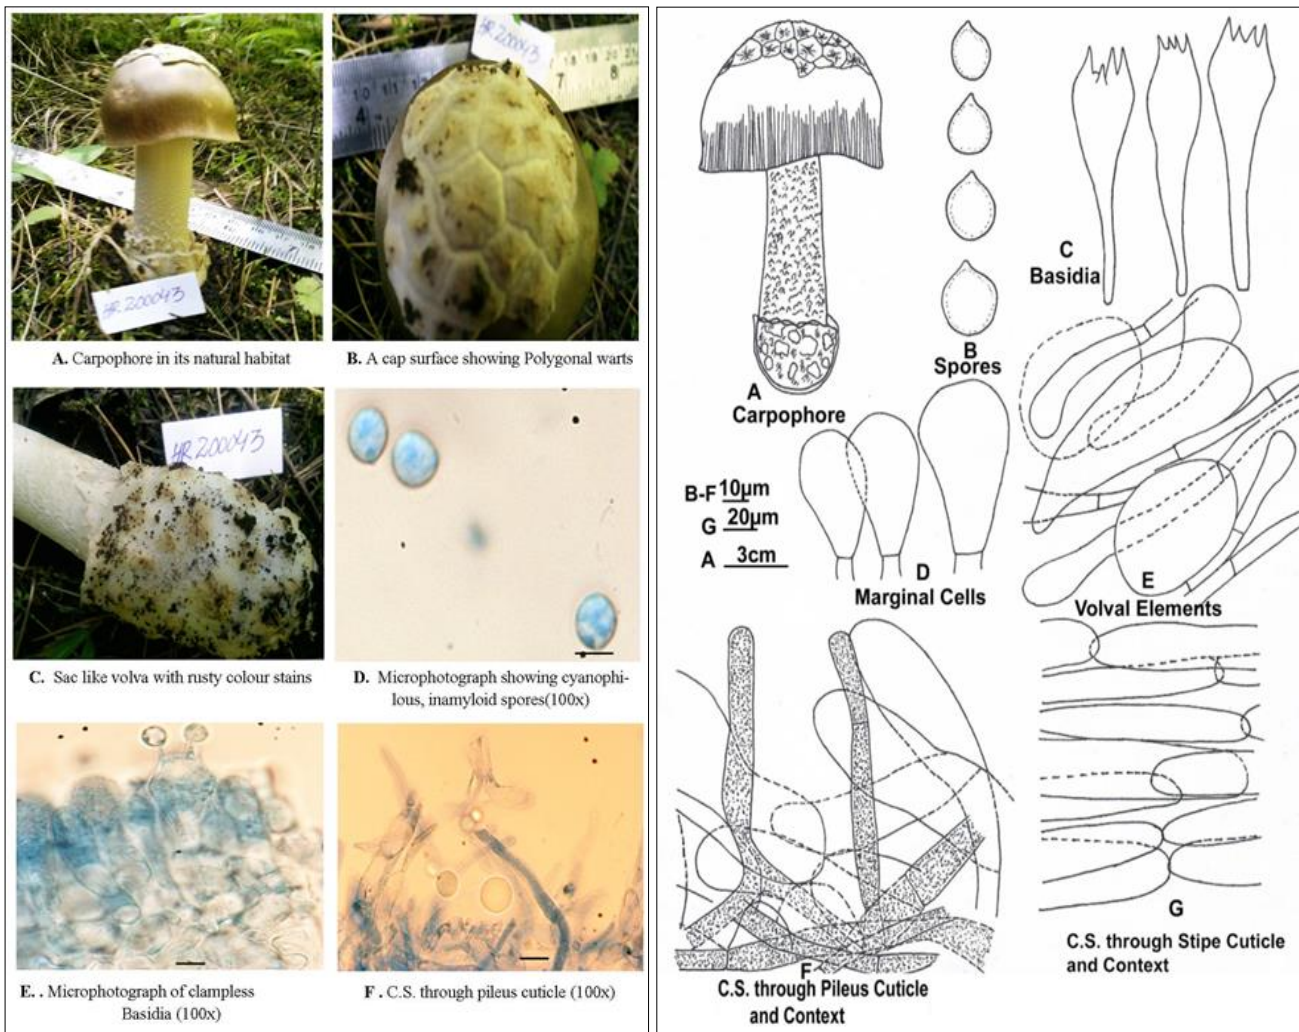 HR 200043
HR 200043
A. Carpophore in its natural habitat
B. A cap surface showing Polygonal warts
HR 200043
C. Sac like volva with rusty colour stains
D. Microphotograph showing cyanophi-
lous, inamyloid spores(100x)
E. . Microphotograph of clampless
Basidia (100x)
F . C.S. through pileus cuticle (100x)
A
Carpophore
B
Spores
C
Basidia
B-F 10µm
G 20µm
A 3cm
D
Marginal Cells
E
Volval Elements
F
C.S. through Pileus Cuticle
and Context
G
C.S. through Stipe Cuticle
and Context